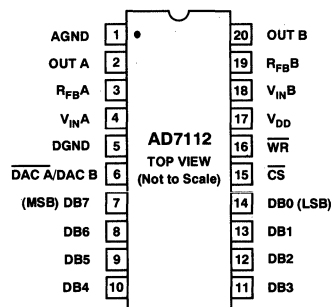 AGND 1 20 OUT B
OUT A 2 19 RFBB
RFBA 3 18 VINB
VINA 4 17 VDD
AD7112
DGND 5 16 WR
TOP VIEW
DAC A/DAC B 6 15 CS
(Not to Scale)
(MSB) DB7 7 14 DB0 (LSB)
DB6 8 13 DB1
DB5 9 12 DB2
DB4 10 11 DB3